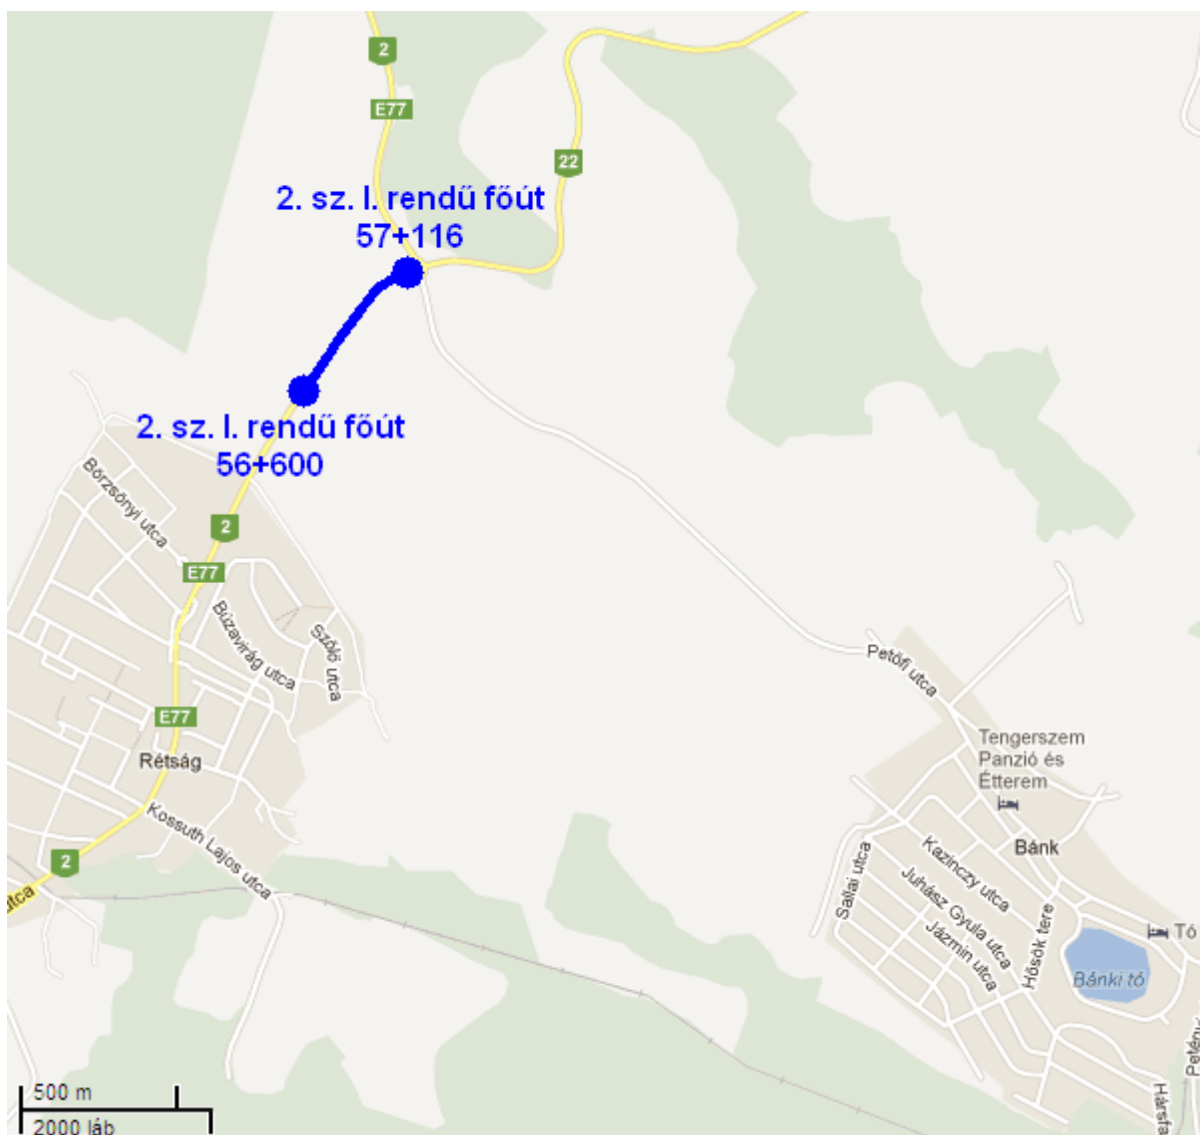 2
E77
22
2. sz. I. rendű főút
57+116
2. sz. I. rendű főút
56+600
Börzsönyi utca
2
E77
Búzavirág utca
Szőlő utca
Petőfi utca
E77
Rétság
Tengerszem
Panzió és
Étterem
Kossuth Lajos utca
Bánk
2
utca
Sallai utca
Kazinczy utca
Juhász Gyula utca
Jázmin utca
Hősök tere
Tó
Bánki tó
Petényi
Hársfa
500 m
2000 láb